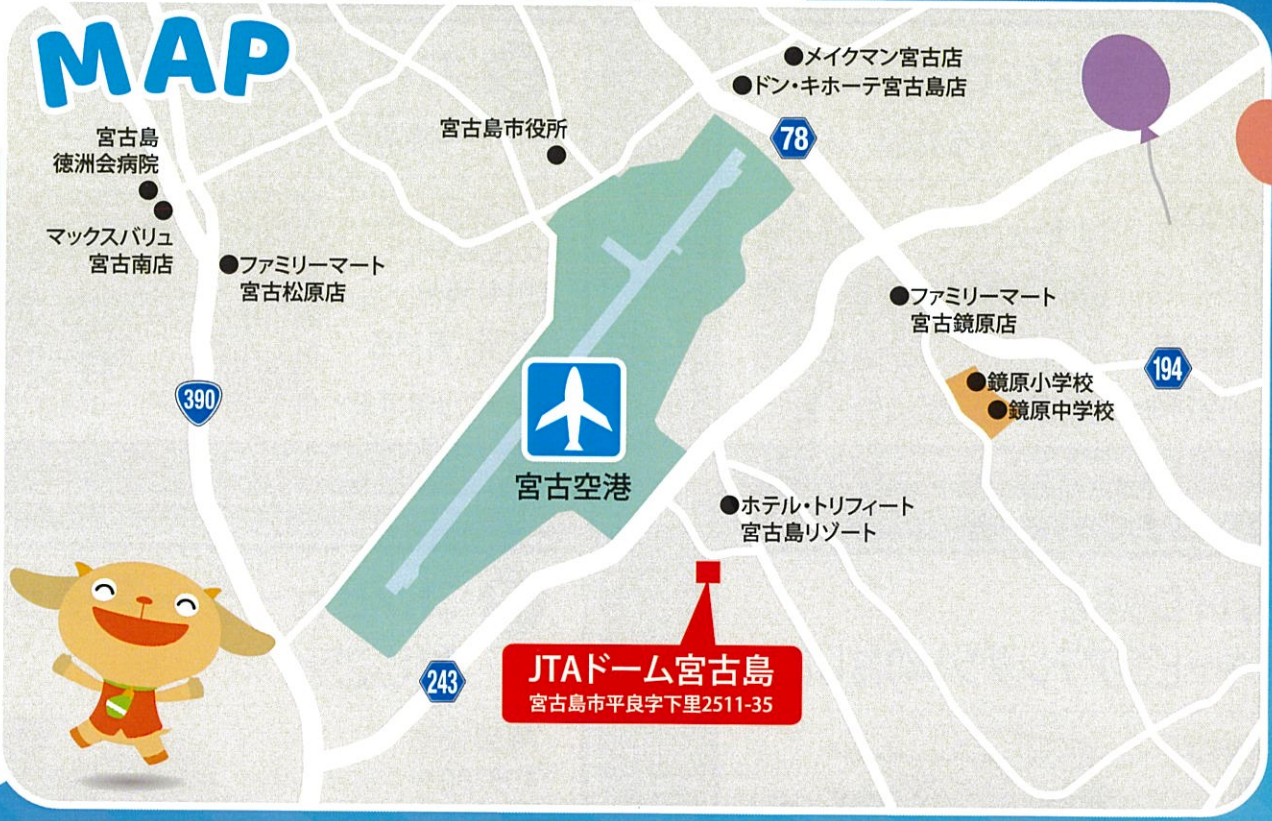 MAP
●メイクマン宮古店
●ドン・キホーテ宮古島店
宮古島
徳洲会病院
宮古島市役所
78
マックスバリュ
宮古南店
●ファミリーマート
宮古松原店
●ファミリーマート
宮古鏡原店
194
●鏡原小学校
●鏡原中学校
390
宮古空港
●ホテル・トリフィート
宮古島リゾート
243
JTAドーム宮古島
宮古島市平良字下里2511-35